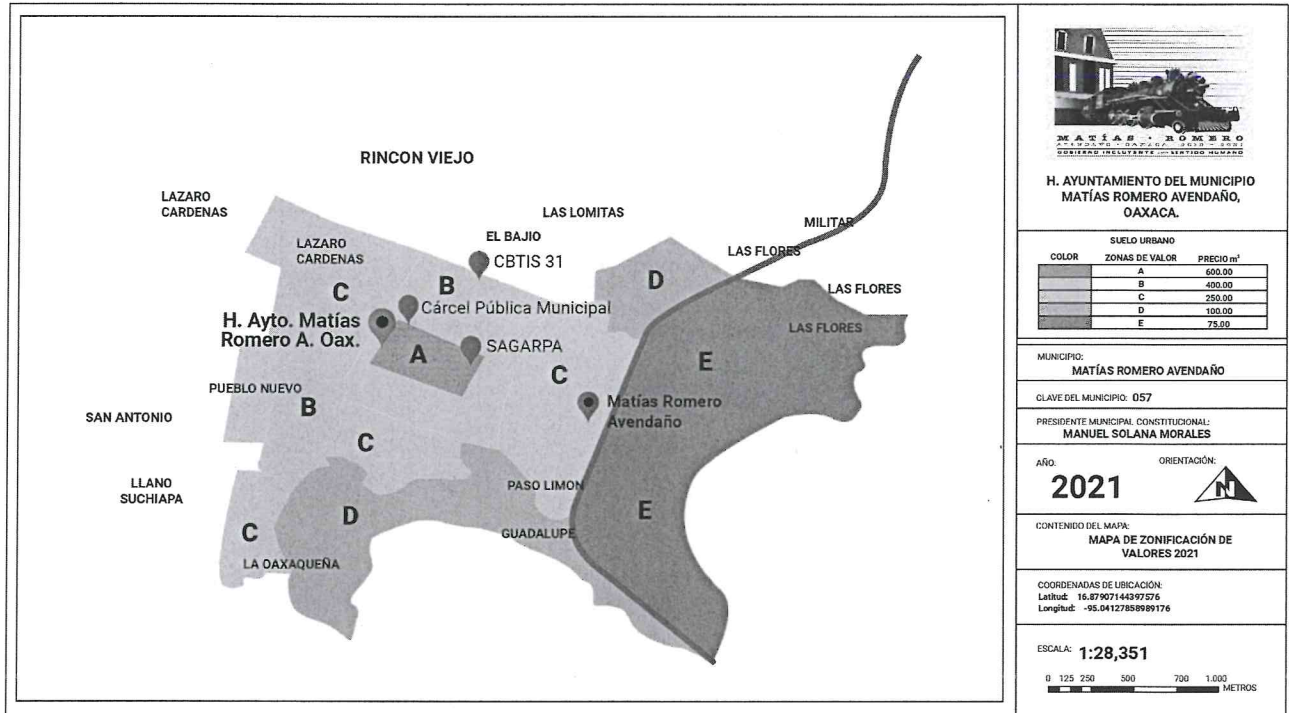 RINCON VIEJO
LAZARO
CARDENAS
LAS LOMITAS
MILITAR
EL BAJIO
LAZARO
CARDENAS
CBTIS 31
LAS FLORES
B
D
C
LAS FLORES
Cárcel Pública Municipal
H. Ayto. Matías
Romero A. Oax.
LAS FLORES
A
SAGARPA
E
C
PUEBLO NUEVO
B
Matías Romero
Avendaño
SAN ANTONIO
C
LLANO
SUCHIAPA
PASO LIMON
D
E
C
GUADALUPE
LA OAXAQUEÑA
MATÍAS · ROMERO
GOBIERNO INCLUYENTE SENTIDO HUMANO
H. AYUNTAMIENTO DEL MUNICIPIO
MATÍAS ROMERO AVENDAÑO,
OAXACA.
SUELO URBANO
COLOR ZONAS DE VALOR PRECIO m²
A 600.00
B 400.00
C 250.00
D 100.00
E 75.00
MUNICIPIO:
MATÍAS ROMERO AVENDAÑO
CLAVE DEL MUNICIPIO: 057
PRESIDENTE MUNICIPAL CONSTITUCIONAL:
MANUEL SOLANA MORALES
AÑO: ORIENTACIÓN:
2021 N
CONTENIDO DEL MAPA:
MAPA DE ZONIFICACIÓN DE
VALORES 2021
COORDENADAS DE UBICACIÓN:
Latitud: 16.87907144397576
Longitud: -95.04127858989176
ESCALA: 1:28,351
0 125 250 500 700 1.000
METROS